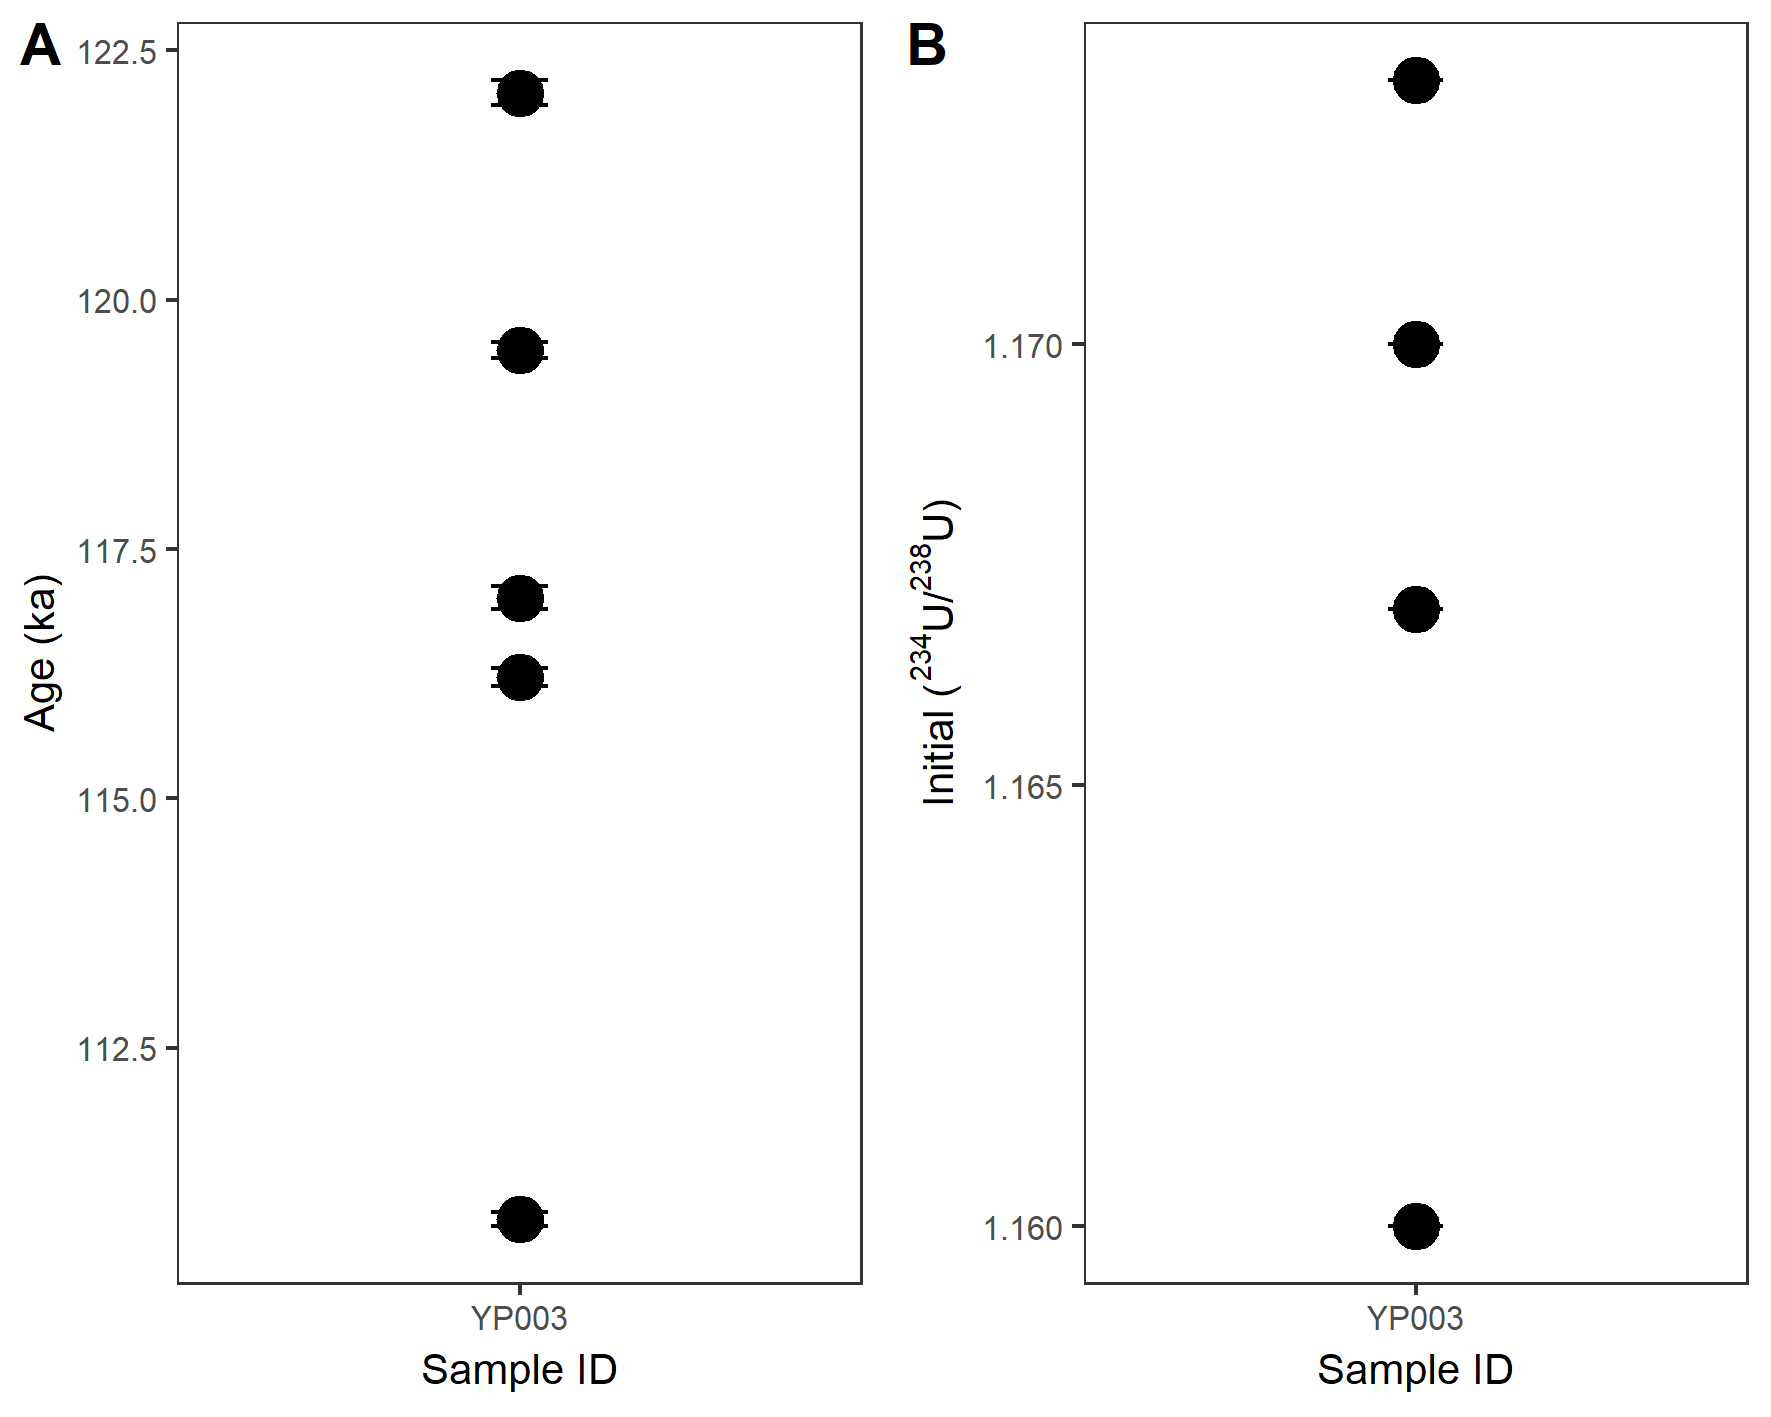 A
122.5
120.0
117.5
115.0
112.5
Age (ka)
YP003
Sample ID
B
1.170
1.165
1.160
Initial (²³⁴U/²³⁸U)
YP003
Sample ID